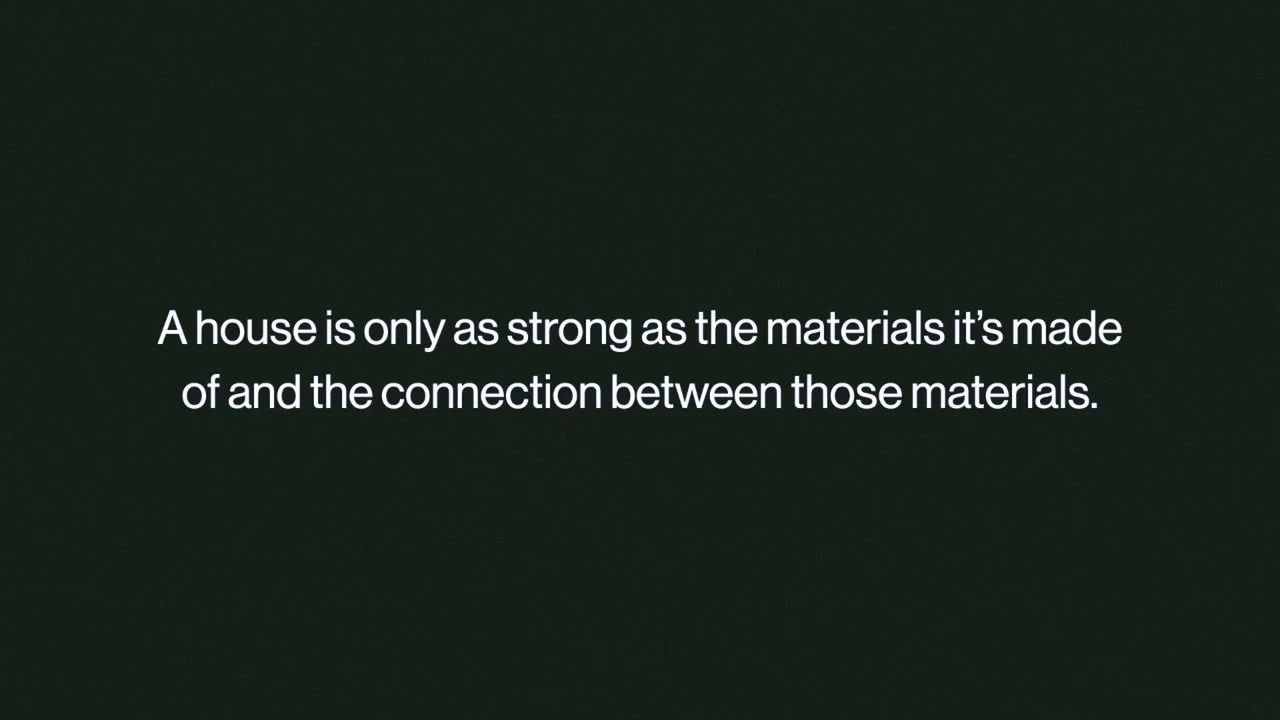 A house is only as strong as the materials it’s made
of and the connection between those materials.